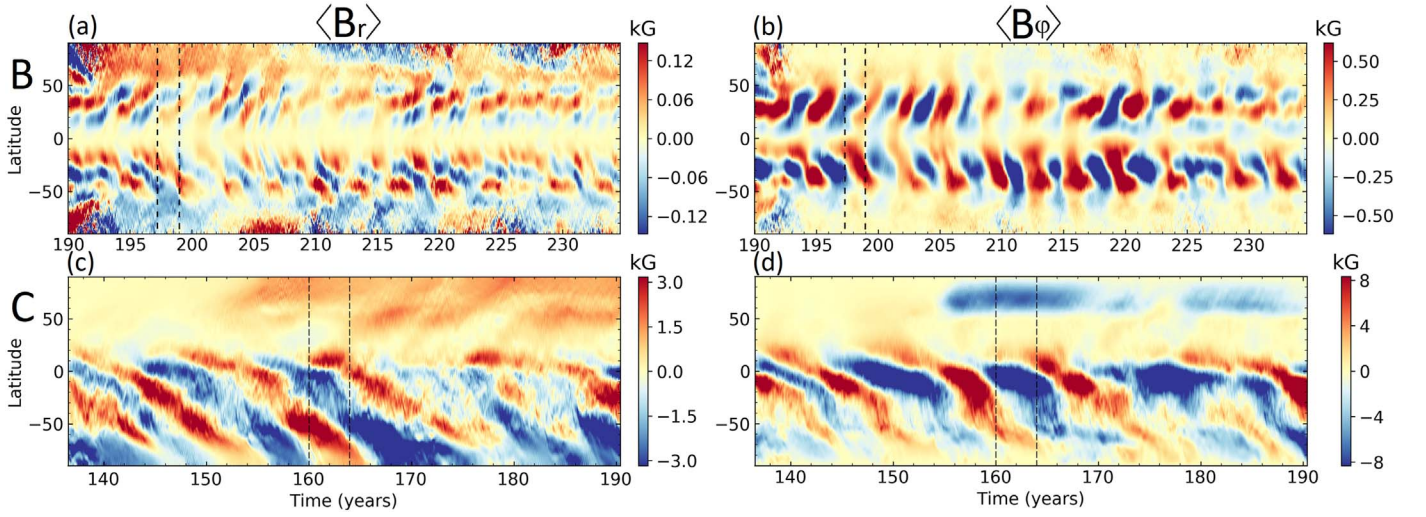 ⟨Br⟩ ⟨Bφ⟩
(a) kG (b) kG
B
Latitude
50
0
−50
190 195 200 205 210 215 220 225 230
0.12
0.06
0.00
−0.06
−0.12
190 195 200 205 210 215 220 225 230
50
0
−50
0.50
0.25
0.00
−0.25
−0.50
(c) kG (d) kG
C
Latitude
50
0
−50
140 150 160 170 180 190
Time (years)
3.0
1.5
0.0
−1.5
−3.0
50
0
−50
140 150 160 170 180 190
Time (years)
8
4
0
−4
−8